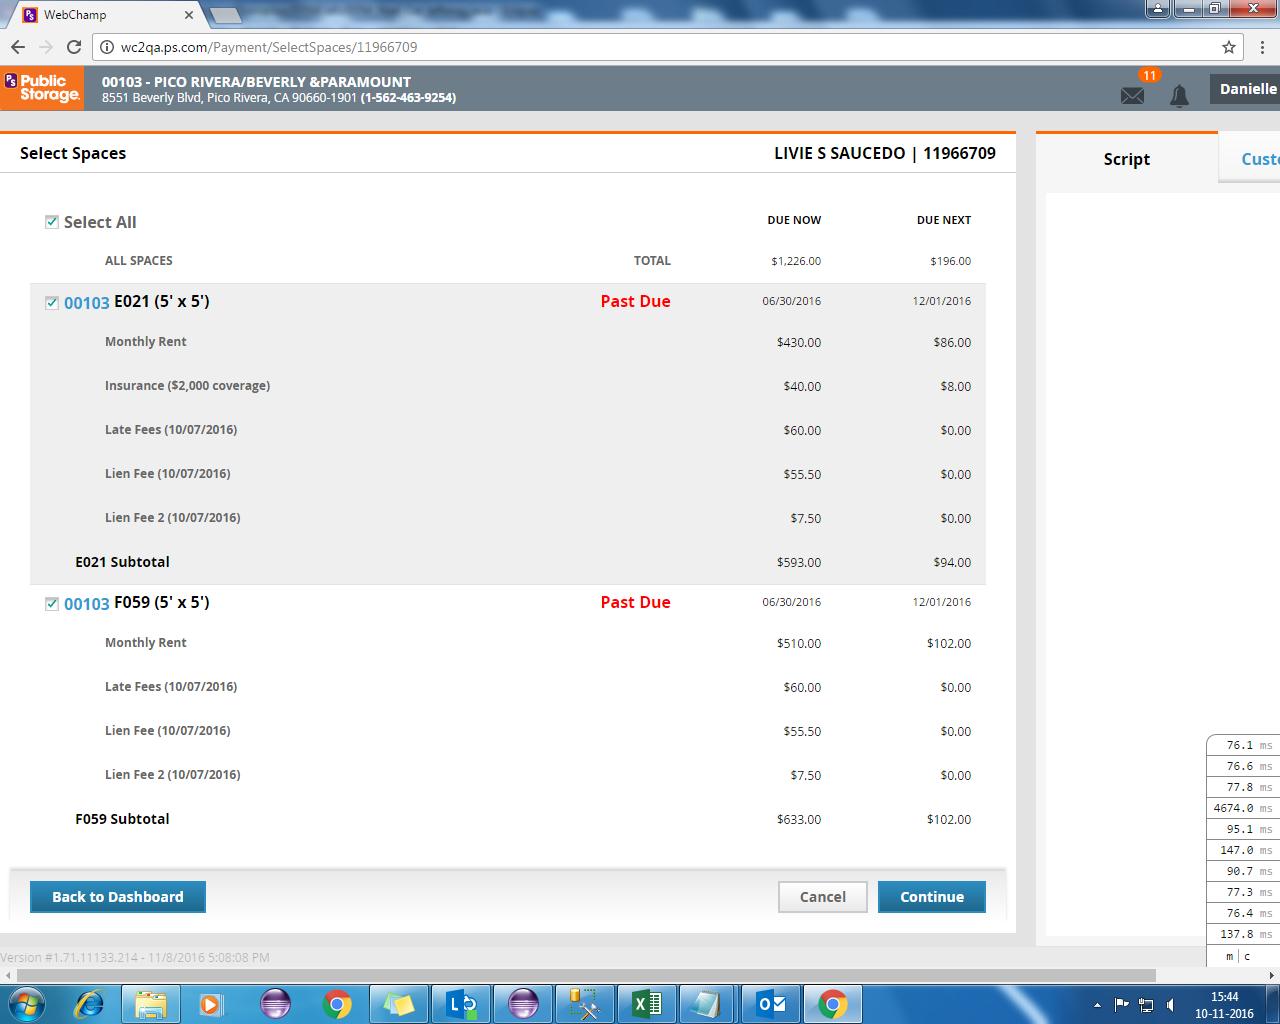 WebChamp
wc2qa.ps.com/Payment/SelectSpaces/11966709
PS Public Storage.
00103 - PICO RIVERA/BEVERLY &PARAMOUNT
8551 Beverly Blvd, Pico Rivera, CA 90660-1901 (1-562-463-9254)
11
Danielle
Select Spaces
LIVIE S SAUCEDO | 11966709
Script
Custo
Select All
DUE NOW
DUE NEXT
ALL SPACES TOTAL $1,226.00 $196.00
00103 E021 (5' x 5') Past Due 06/30/2016 12/01/2016
Monthly Rent $430.00 $86.00
Insurance ($2,000 coverage) $40.00 $8.00
Late Fees (10/07/2016) $60.00 $0.00
Lien Fee (10/07/2016) $55.50 $0.00
Lien Fee 2 (10/07/2016) $7.50 $0.00
E021 Subtotal $593.00 $94.00
00103 F059 (5' x 5') Past Due 06/30/2016 12/01/2016
Monthly Rent $510.00 $102.00
Late Fees (10/07/2016) $60.00 $0.00
Lien Fee (10/07/2016) $55.50 $0.00
Lien Fee 2 (10/07/2016) $7.50 $0.00
F059 Subtotal $633.00 $102.00
Back to Dashboard
Cancel
Continue
76.1 ms
76.6 ms
77.8 ms
4674.0 ms
95.1 ms
147.0 ms
90.7 ms
77.3 ms
76.4 ms
137.8 ms
m | c
Version #1.71.11133.214 - 11/8/2016 5:08:08 PM
15:44
10-11-2016